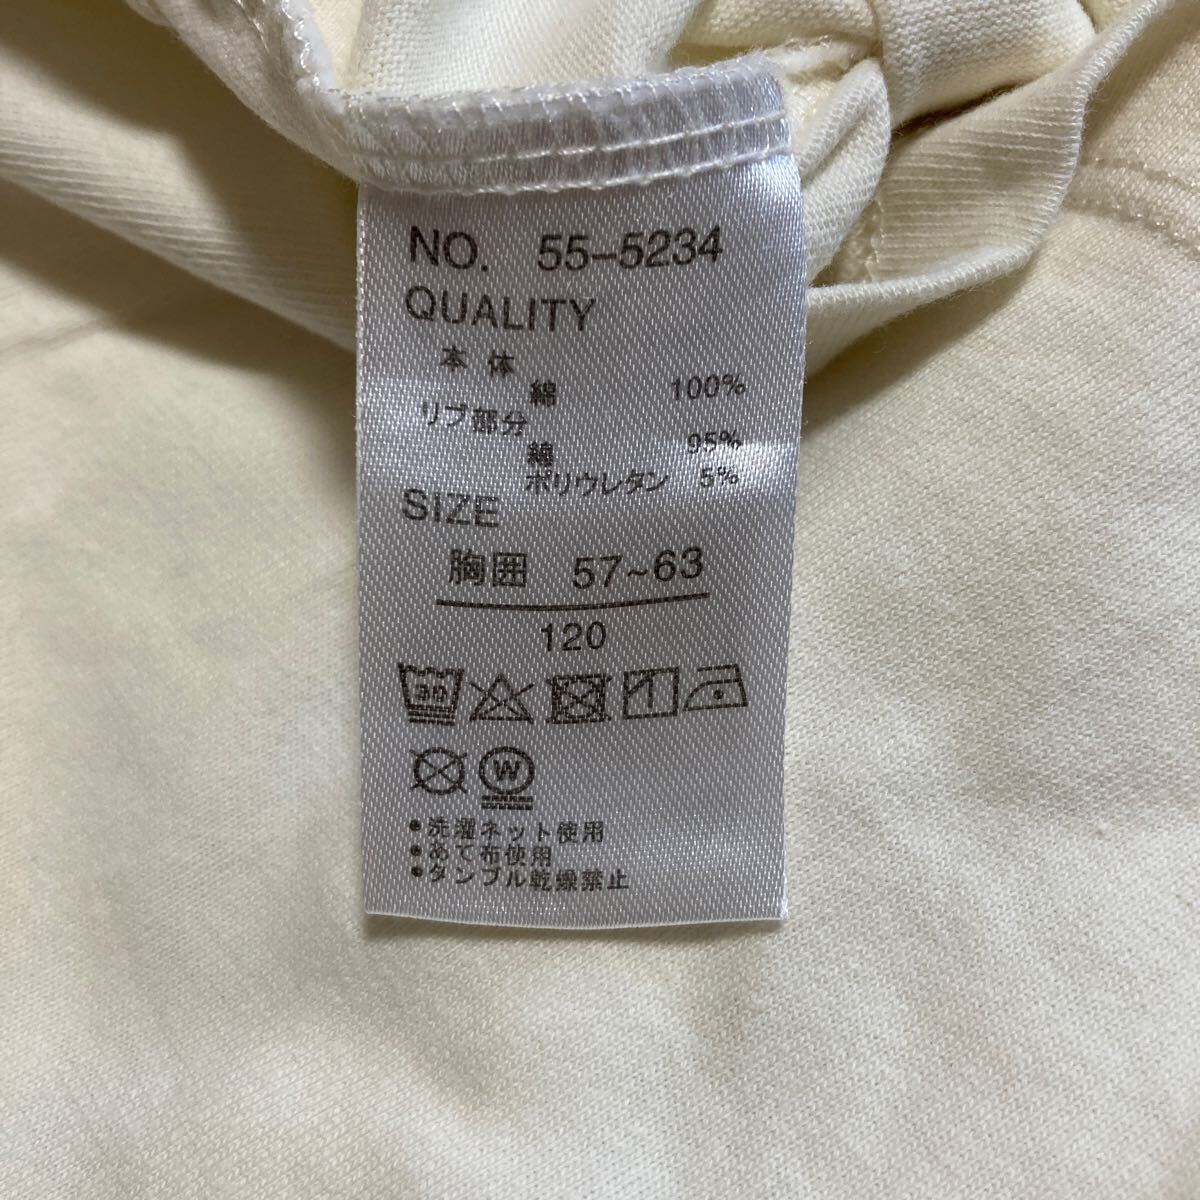 NO. 55-5234
QUALITY
本体
綿 100%
リブ部分
綿 95%
ポリウレタン 5%
SIZE
胸囲 57~63
120
30
W
●洗濯ネット使用
●あて布使用
●タンブル乾燥禁止